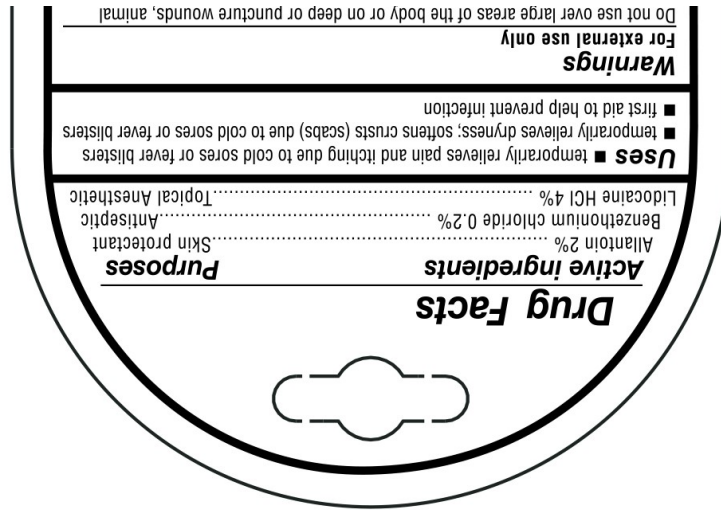 Drug Facts
Active ingredients Purposes
Allantoin 2% ........................................................ Skin protectant
Benzethonium chloride 0.2% ............................................. Antiseptic
Lidocaine HCl 4% ..................................................... Topical Anesthetic
Uses ■ temporarily relieves pain and itching due to cold sores or fever blisters
■ temporarily relieves dryness; softens crusts (scabs) due to cold sores or fever blisters
■ first aid to help prevent infection
Warnings
For external use only
Do not use over large areas of the body or on deep or puncture wounds, animal